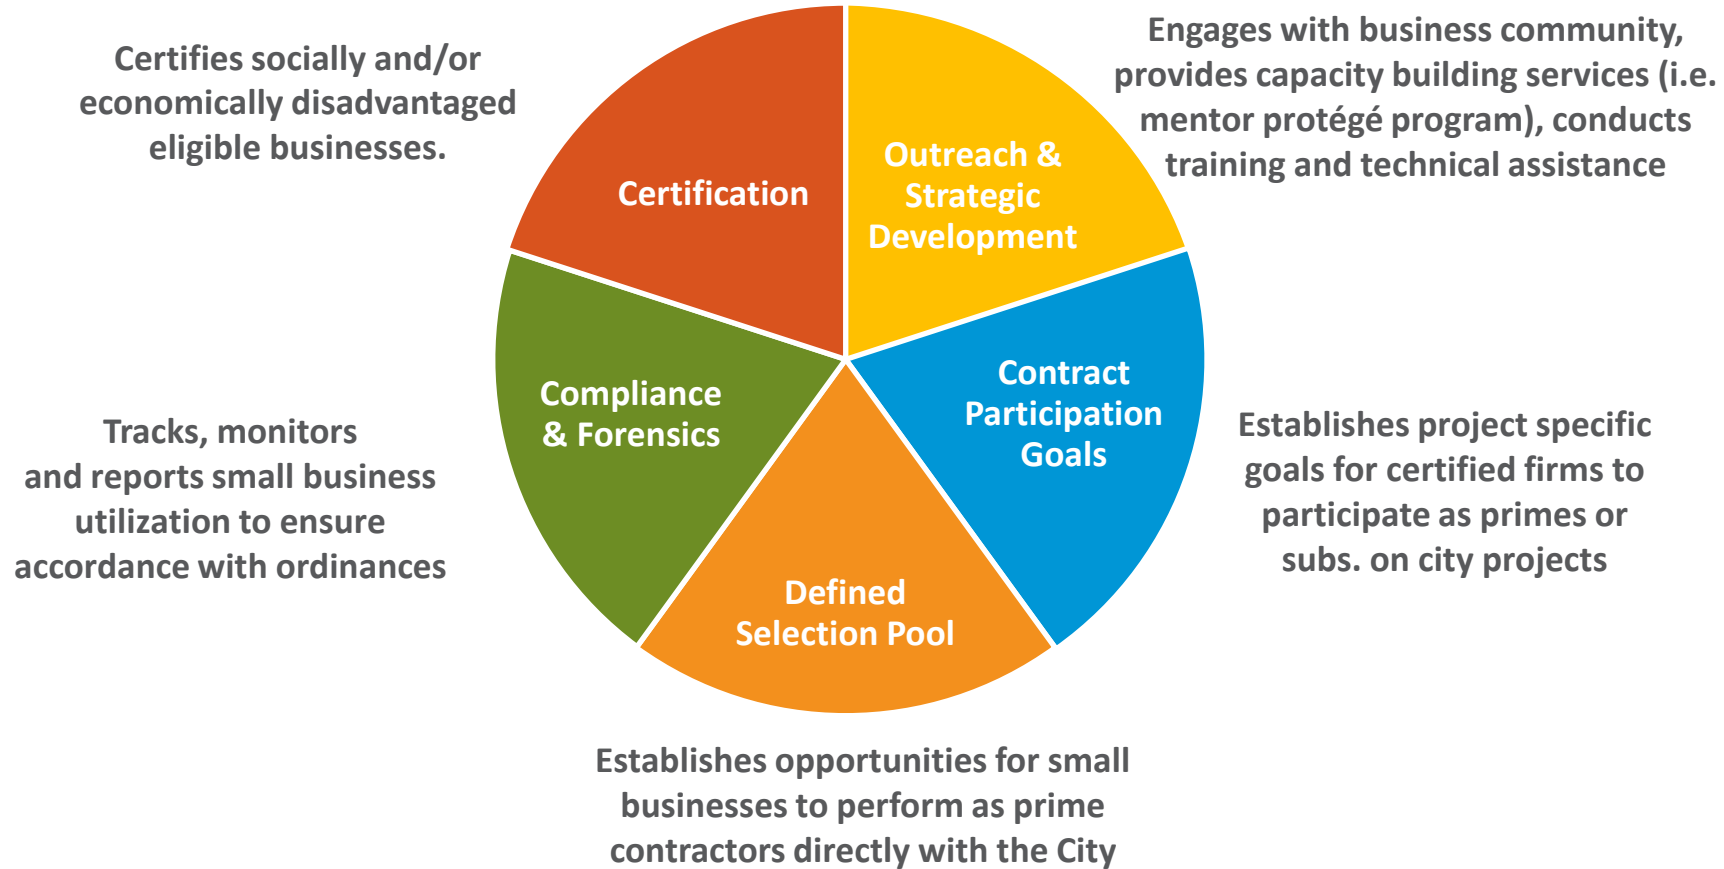 Certifies socially and/or
economically disadvantaged
eligible businesses.
Engages with business community,
provides capacity building services (i.e.
mentor protégé program), conducts
training and technical assistance
Certification
Outreach &
Strategic
Development
Compliance
& Forensics
Contract
Participation
Goals
Defined
Selection Pool
Tracks, monitors
and reports small business
utilization to ensure
accordance with ordinances
Establishes project specific
goals for certified firms to
participate as primes or
subs. on city projects
Establishes opportunities for small
businesses to perform as prime
contractors directly with the City